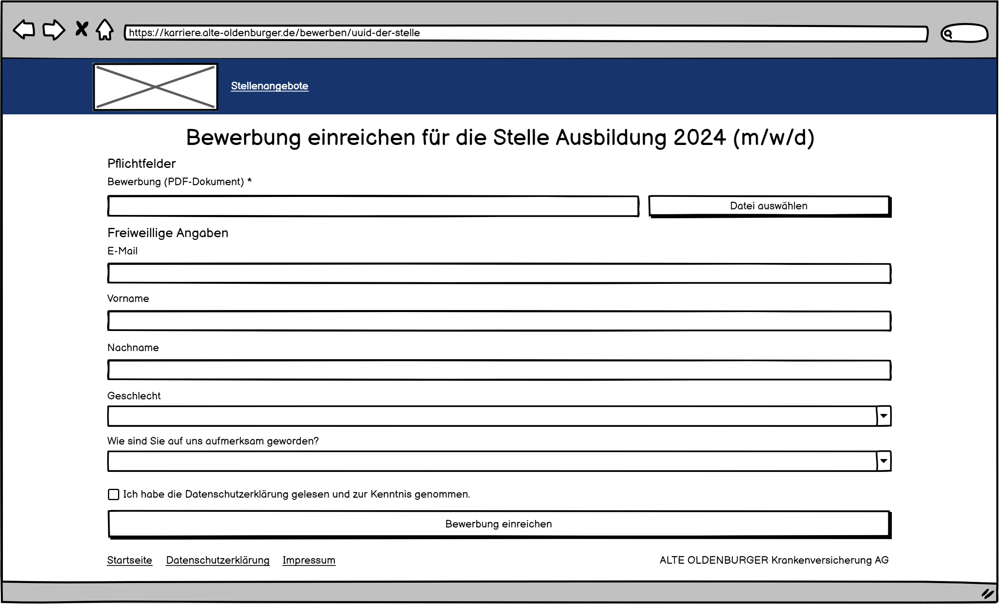 https://karriere.alte-oldenburger.de/bewerben/uuid-der-stelle
Stellenangebote
Bewerbung einreichen für die Stelle Ausbildung 2024 (m/w/d)
Pflichtfelder
Bewerbung (PDF-Dokument) *
Datei auswählen
Freiweillige Angaben
E-Mail
Vorname
Nachname
Geschlecht
Wie sind Sie auf uns aufmerksam geworden?
Ich habe die Datenschutzerklärung gelesen und zur Kenntnis genommen.
Bewerbung einreichen
Startseite Datenschutzerklärung Impressum ALTE OLDENBURGER Krankenversicherung AG